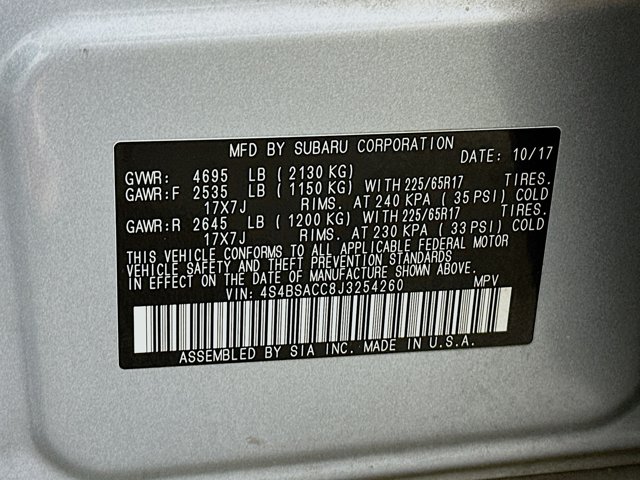 MFD BY SUBARU CORPORATION DATE: 10/17
GVWR: 4695 LB (2130 KG)
GAWR:F 2535 LB (1150 KG) WITH 225/65R17 TIRES.
17X7J RIMS. AT 240 KPA (35 PSI) COLD
GAWR:R 2645 LB (1200 KG) WITH 225/65R17 TIRES.
17X7J RIMS. AT 230 KPA (33 PSI) COLD
THIS VEHICLE CONFORMS TO ALL APPLICABLE FEDERAL MOTOR
VEHICLE SAFETY AND THEFT PREVENTION STANDARDS
IN EFFECT ON THE DATE OF MANUFACTURE SHOWN ABOVE.
VIN: 4S4BSACC8J3254260 MPV
ASSEMBLED BY SIA INC. MADE IN U.S.A.